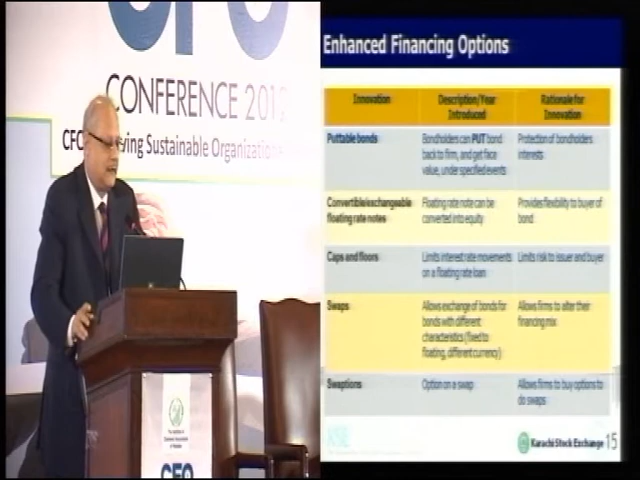 CFO
CONFERENCE 201
CFO
ving Sustainable Organizations
CFO
Enhanced Financing Options
Innovation
Description/Year
Introduced
Rationale for
Innovation
Puttable bonds
Bondholders can PUT bond
back to firm, and get face
value, under specified events
Protection of bondholders
interests
Convertible/exchangeable
floating rate notes
Floating rate note can be
converted into equity
Provides flexibility to buyer of
bond
Caps and floors
Limits interest rate movements
on a floating rate loan
Limits risk to issuer and buyer
Swaps
Allows exchange of bonds for
bonds with different
characteristics (fixed to
floating, different currency)
Allows firms to alter their
financing mix
Swaptions
Option on a swap
Allows firms to buy options to
do swaps
KSE
Karachi Stock Exchange 15